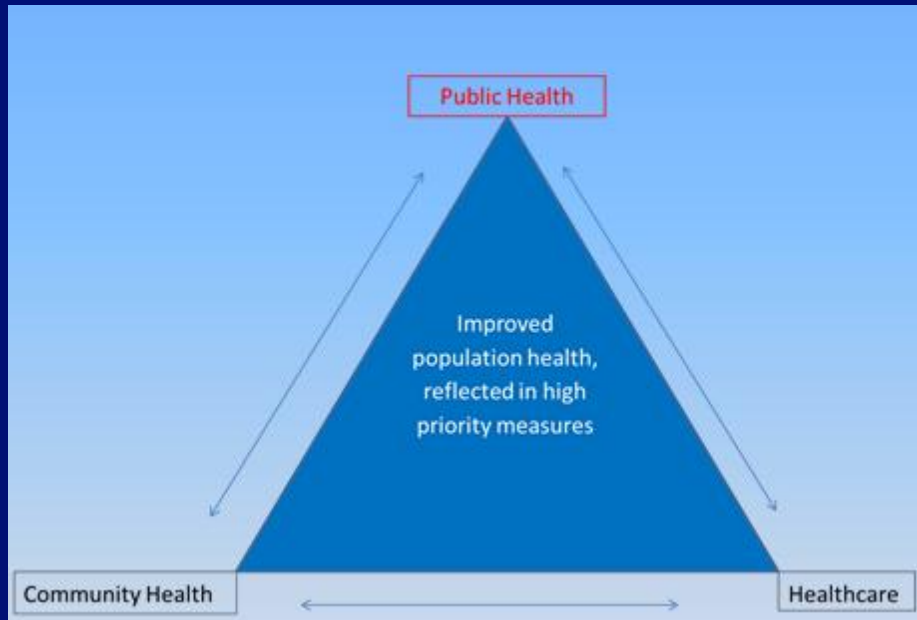 Public Health
Improved
population health,
reflected in high
priority measures
Community Health
Healthcare